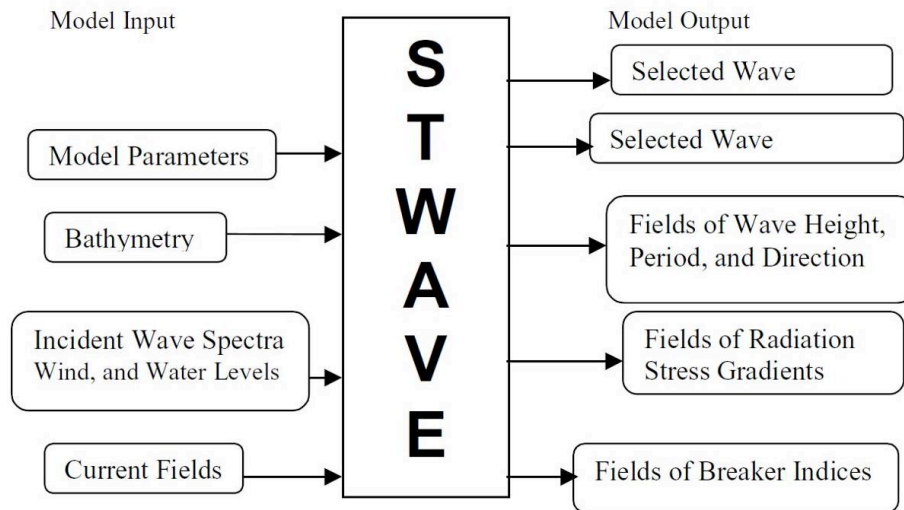 Model Input
Model Parameters
Bathymetry
Incident Wave Spectra
Wind, and Water Levels
Current Fields
S
T
W
A
V
E
Model Output
Selected Wave
Selected Wave
Fields of Wave Height,
Period, and Direction
Fields of Radiation
Stress Gradients
Fields of Breaker Indices